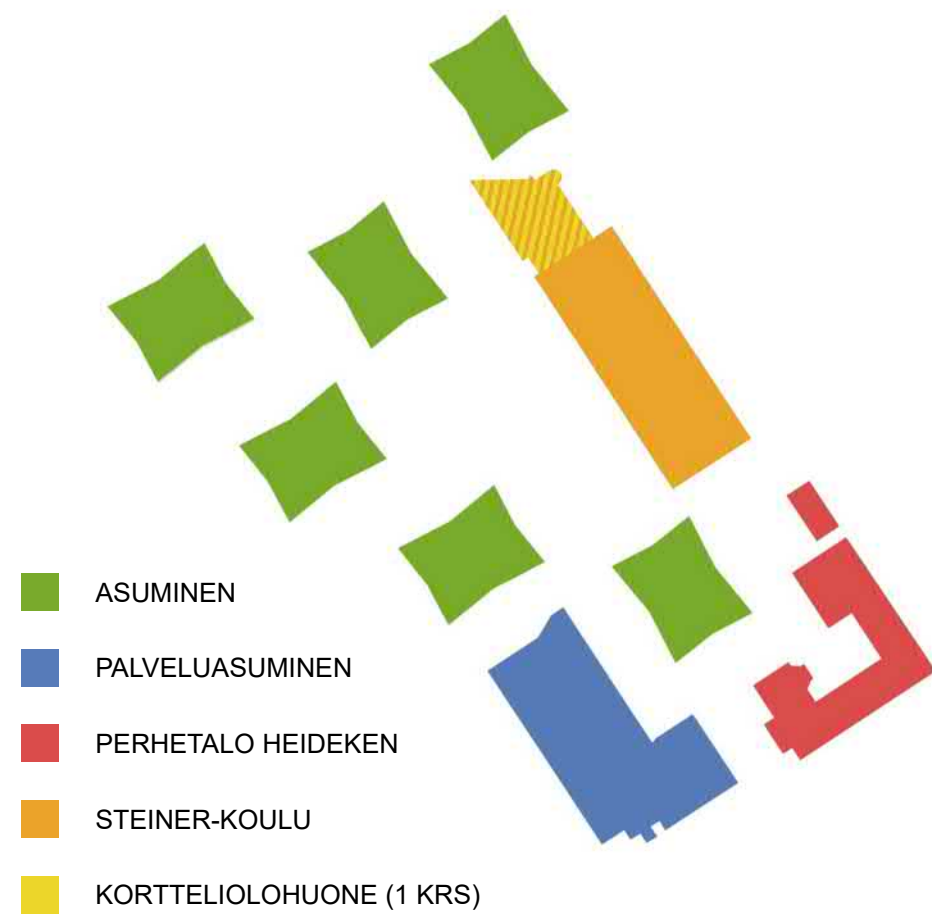 ASUMINEN
PALVELUASUMINEN
PERHETALO HEIDEKEN
STEINER-KOULU
KORTTELIOLOHUONE (1 KRS)